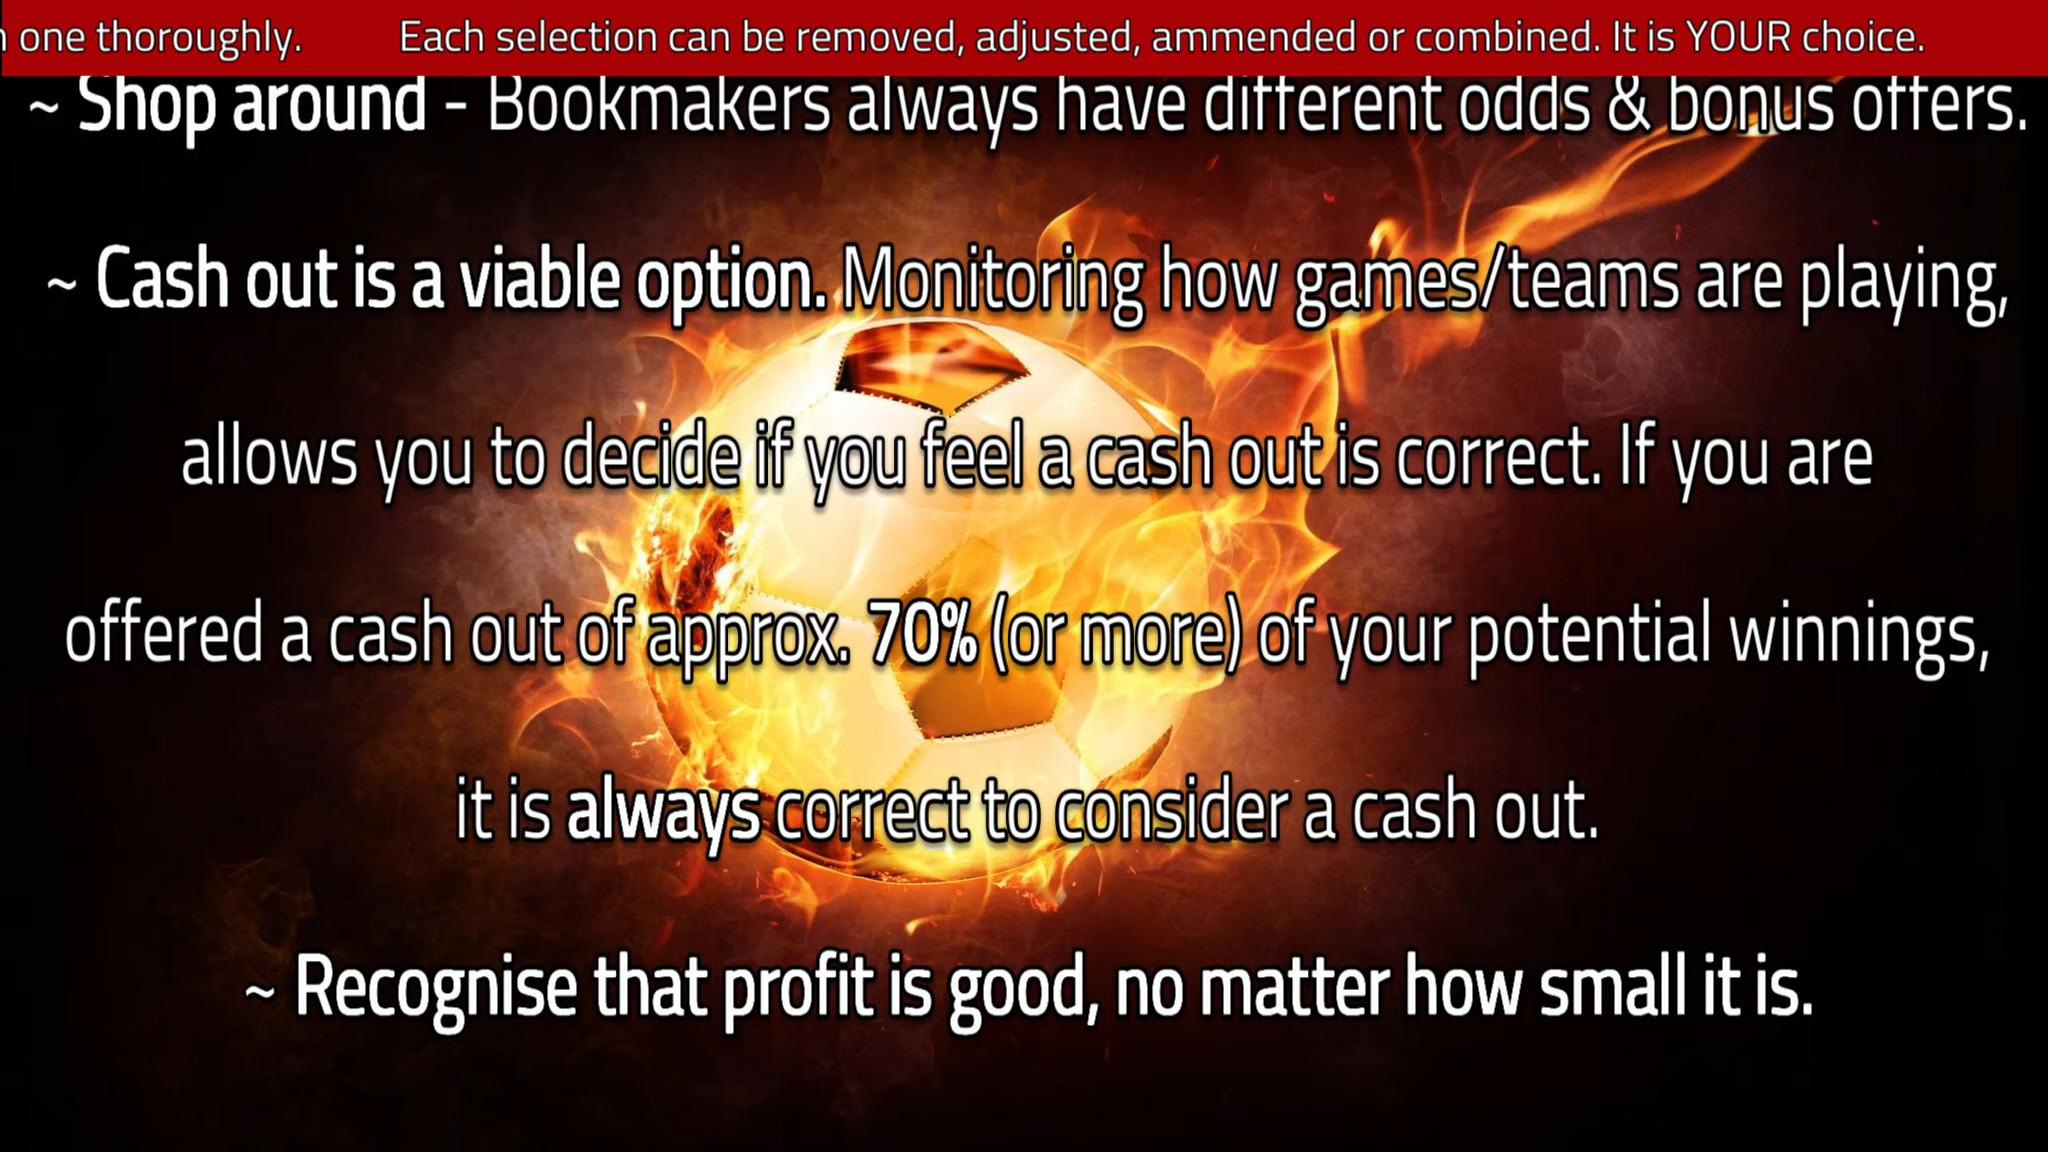 one thoroughly. Each selection can be removed, adjusted, ammended or combined. It is YOUR choice.
~ Shop around - Bookmakers always have different odds & bonus offers.
~ Cash out is a viable option. Monitoring how games/teams are playing,
allows you to decide if you feel a cash out is correct. If you are
offered a cash out of approx. 70% (or more) of your potential winnings,
it is always correct to consider a cash out.
~ Recognise that profit is good, no matter how small it is.